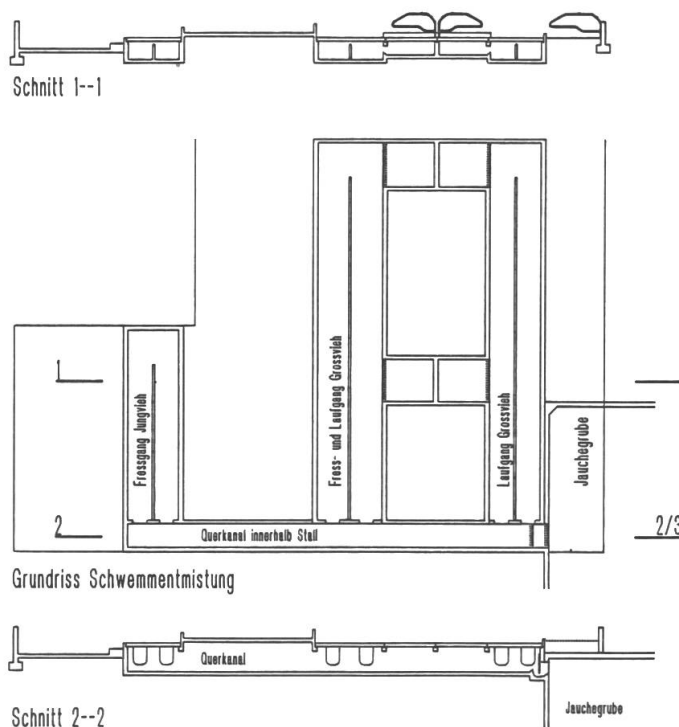 Schnitt 1--1
1
Fressgang Jungvieh
Fress- und Laufgang Grossvieh
Laufgang Grossvieh
Jauchegrube
2
Querkanal innerhalb Stall
2/3
Grundriss Schwemmentmistung
Querkanal
Schnitt 2--2
Jauchegrube